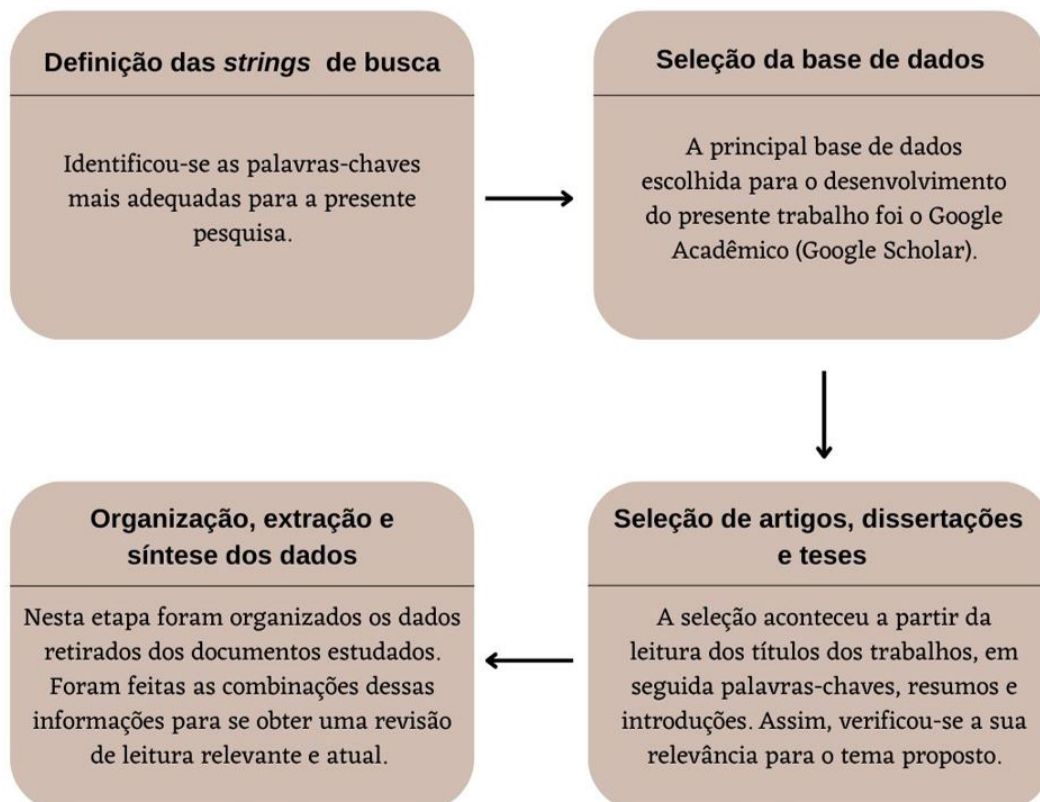 Definição das strings de busca
Identificou-se as palavras-chaves
mais adequadas para a presente
pesquisa.
Seleção da base de dados
A principal base de dados
escolhida para o desenvolvimento
do presente trabalho foi o Google
Acadêmico (Google Scholar).
Seleção de artigos, dissertações
e teses
A seleção aconteceu a partir da
leitura dos títulos dos trabalhos, em
seguida palavras-chaves, resumos e
introduções. Assim, verificou-se a sua
relevância para o tema proposto.
Organização, extração e
síntese dos dados
Nesta etapa foram organizados os dados
retirados dos documentos estudados.
Foram feitas as combinações dessas
informações para se obter uma revisão
de leitura relevante e atual.